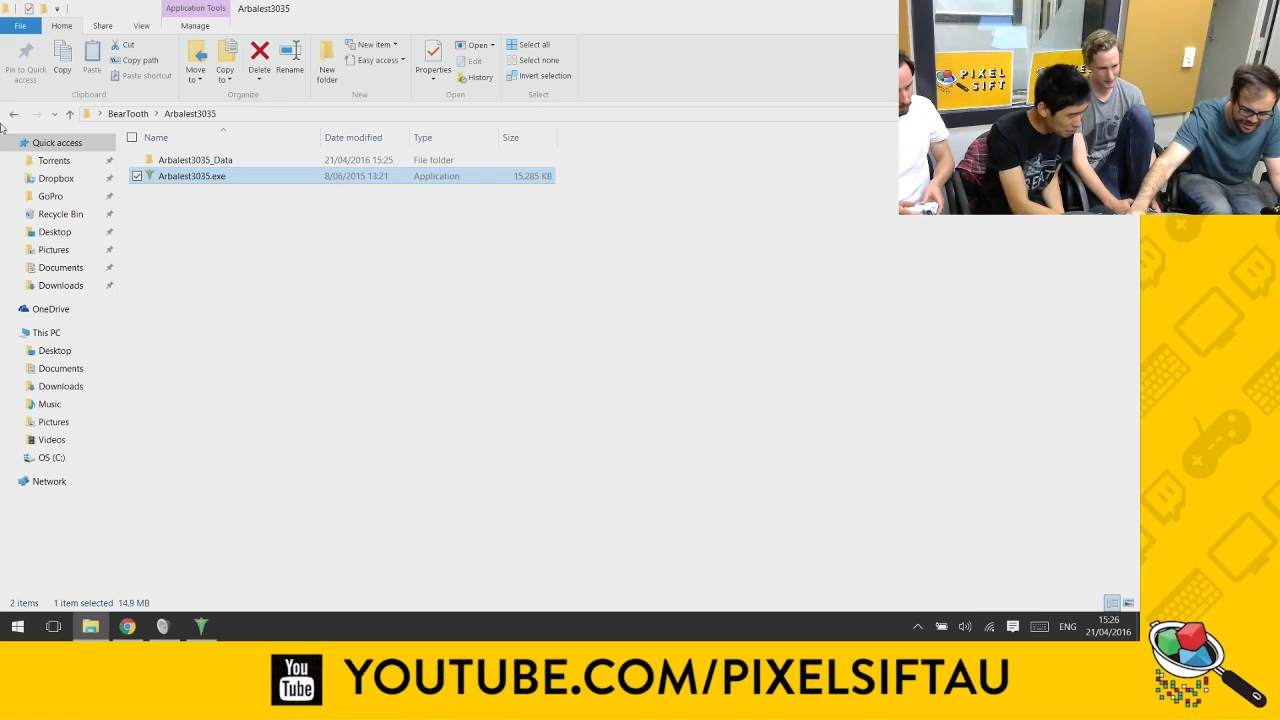 Application Tools
Arbalest3035
File
Home
Share
View
Manage
Pin to Quick access
Copy
Paste
Cut
Copy path
Paste shortcut
Move to
Copy to
Delete
Rename
New folder
New item
Easy access
Properties
Open
Edit
History
Select all
Select none
Invert selection
Clipboard
Organize
New
Open
Select
BearTooth > Arbalest3035
Name
Date modified
Type
Size
Arbalest3035_Data
21/04/2016 15:25
File folder
Arbalest3035.exe
8/06/2015 13:21
Application
15,285 KB
Quick access
Torrents
Dropbox
GoPro
Recycle Bin
Desktop
Pictures
Documents
Downloads
OneDrive
This PC
Desktop
Documents
Downloads
Music
Pictures
Videos
OS (C:)
Network
2 items
1 item selected 14.9 MB
ENG
15:26
21/04/2016
PIXEL
SIFT
You
Tube
YOUTUBE.COM/PIXELSIFTAU